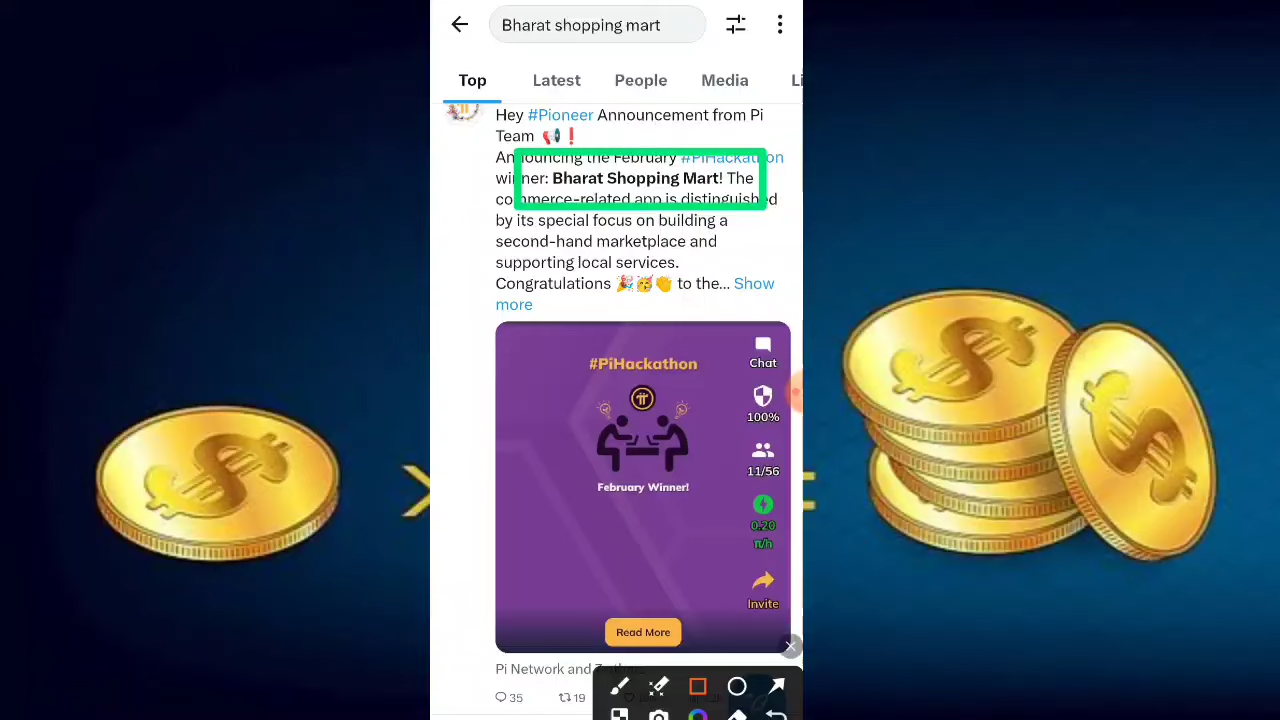 Bharat shopping mart
Top Latest People Media Li
Hey #Pioneer Announcement from Pi
Team 📢❗
Announcing the February #PiHackathon
winner: Bharat Shopping Mart! The
commerce-related app is distinguished
by its special focus on building a
second-hand marketplace and
supporting local services.
Congratulations 🎉🥳👏 to the... Show
more
#PiHackathon
February Winner!
Chat
100%
11/56
0.20
π/h
Invite
Read More
Pi Network and
35 19